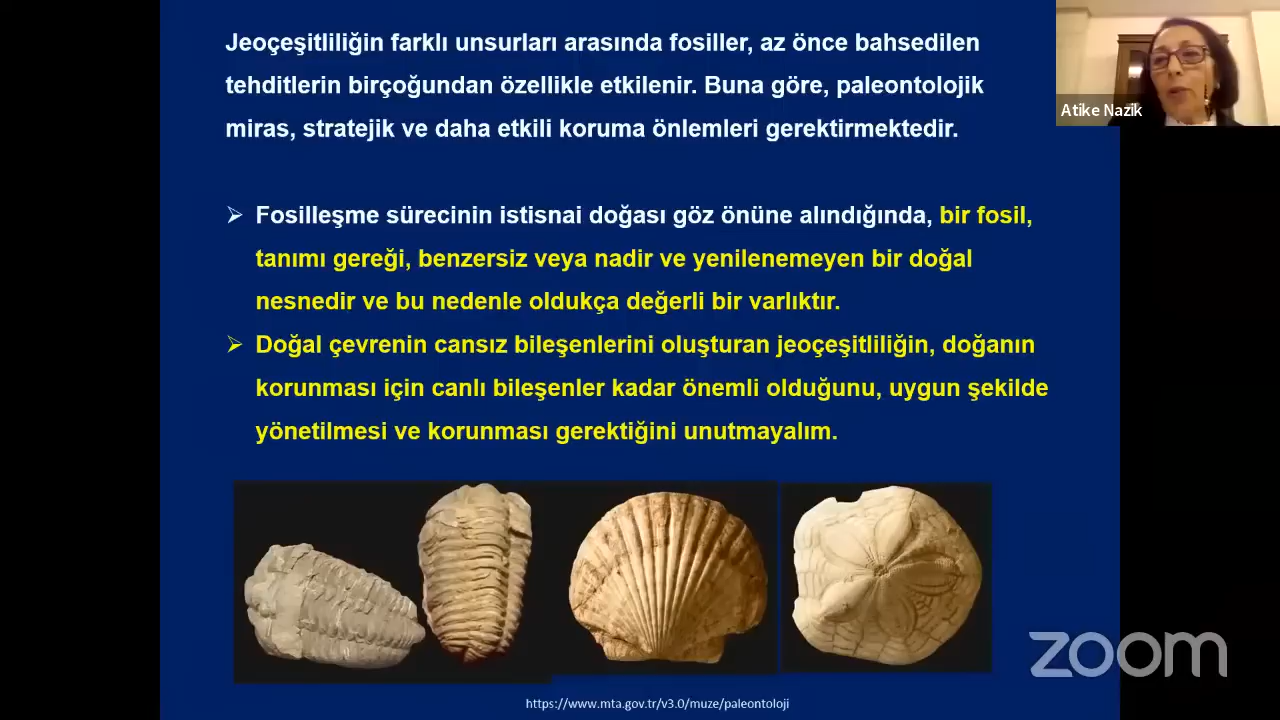 Jeoçeşitliliğin farklı unsurları arasında fosiller, az önce bahsedilen
tehditlerin birçoğundan özellikle etkilenir. Buna göre, paleontolojik
miras, stratejik ve daha etkili koruma önlemleri gerektirmektedir.
Atike Nazik
➢ Fosilleşme sürecinin istisnai doğası göz önüne alındığında, bir fosil,
tanımı gereği, benzersiz veya nadir ve yenilenemeyen bir doğal
nesnedir ve bu nedenle oldukça değerli bir varlıktır.
➢ Doğal çevrenin cansız bileşenlerini oluşturan jeoçeşitliliğin, doğanın
korunması için canlı bileşenler kadar önemli olduğunu, uygun şekilde
yönetilmesi ve korunması gerektiğini unutmayalım.
zoom
https://www.mta.gov.tr/v3.0/muze/paleontoloji